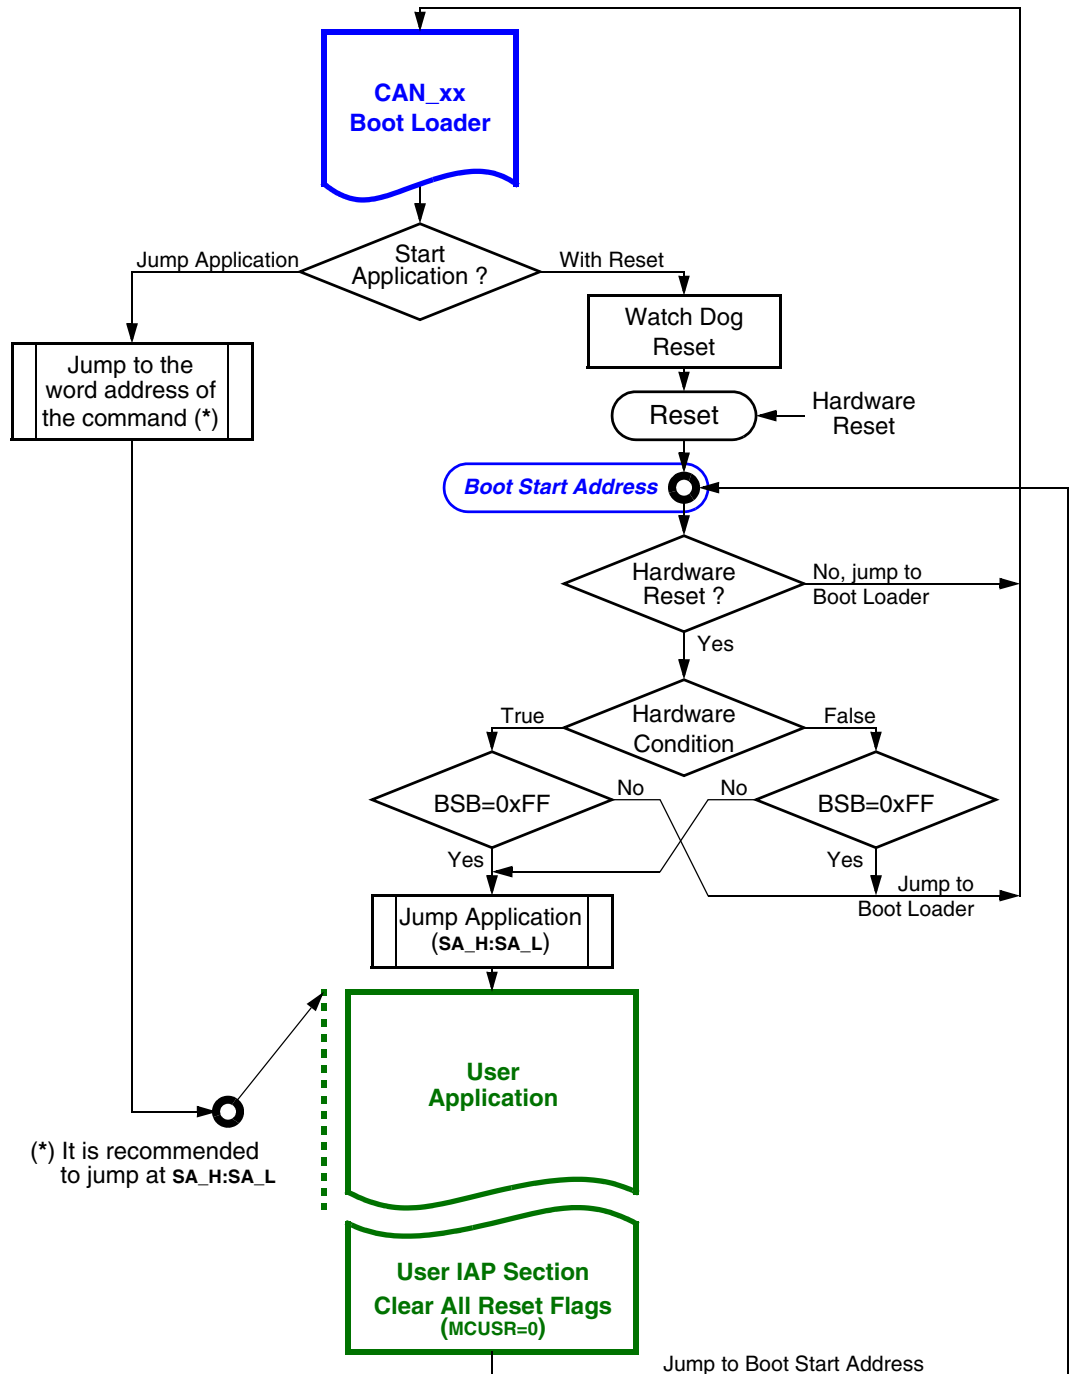 CAN_xx
Boot Loader
Start
Application ?
Jump Application
With Reset
Watch Dog
Reset
Jump to the
word address of
the command (*)
Reset
Hardware
Reset
Boot Start Address
Hardware
Reset ?
No, jump to
Boot Loader
Yes
Hardware
Condition
True
False
BSB=0xFF
No
No
BSB=0xFF
Yes
Yes
Jump to
Boot Loader
Jump Application
(SA_H:SA_L)
User
Application
(*) It is recommended
to jump at SA_H:SA_L
User IAP Section
Clear All Reset Flags
(MCUSR=0)
Jump to Boot Start Address